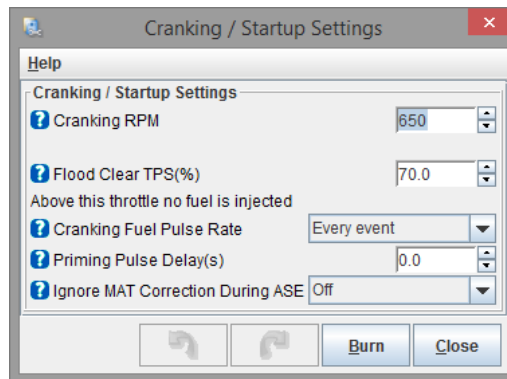 Cranking / Startup Settings
Help
Cranking / Startup Settings
Cranking RPM 650
Flood Clear TPS(%) 70.0
Above this throttle no fuel is injected
Cranking Fuel Pulse Rate Every event
Priming Pulse Delay(s) 0.0
Ignore MAT Correction During ASE Off
Burn Close